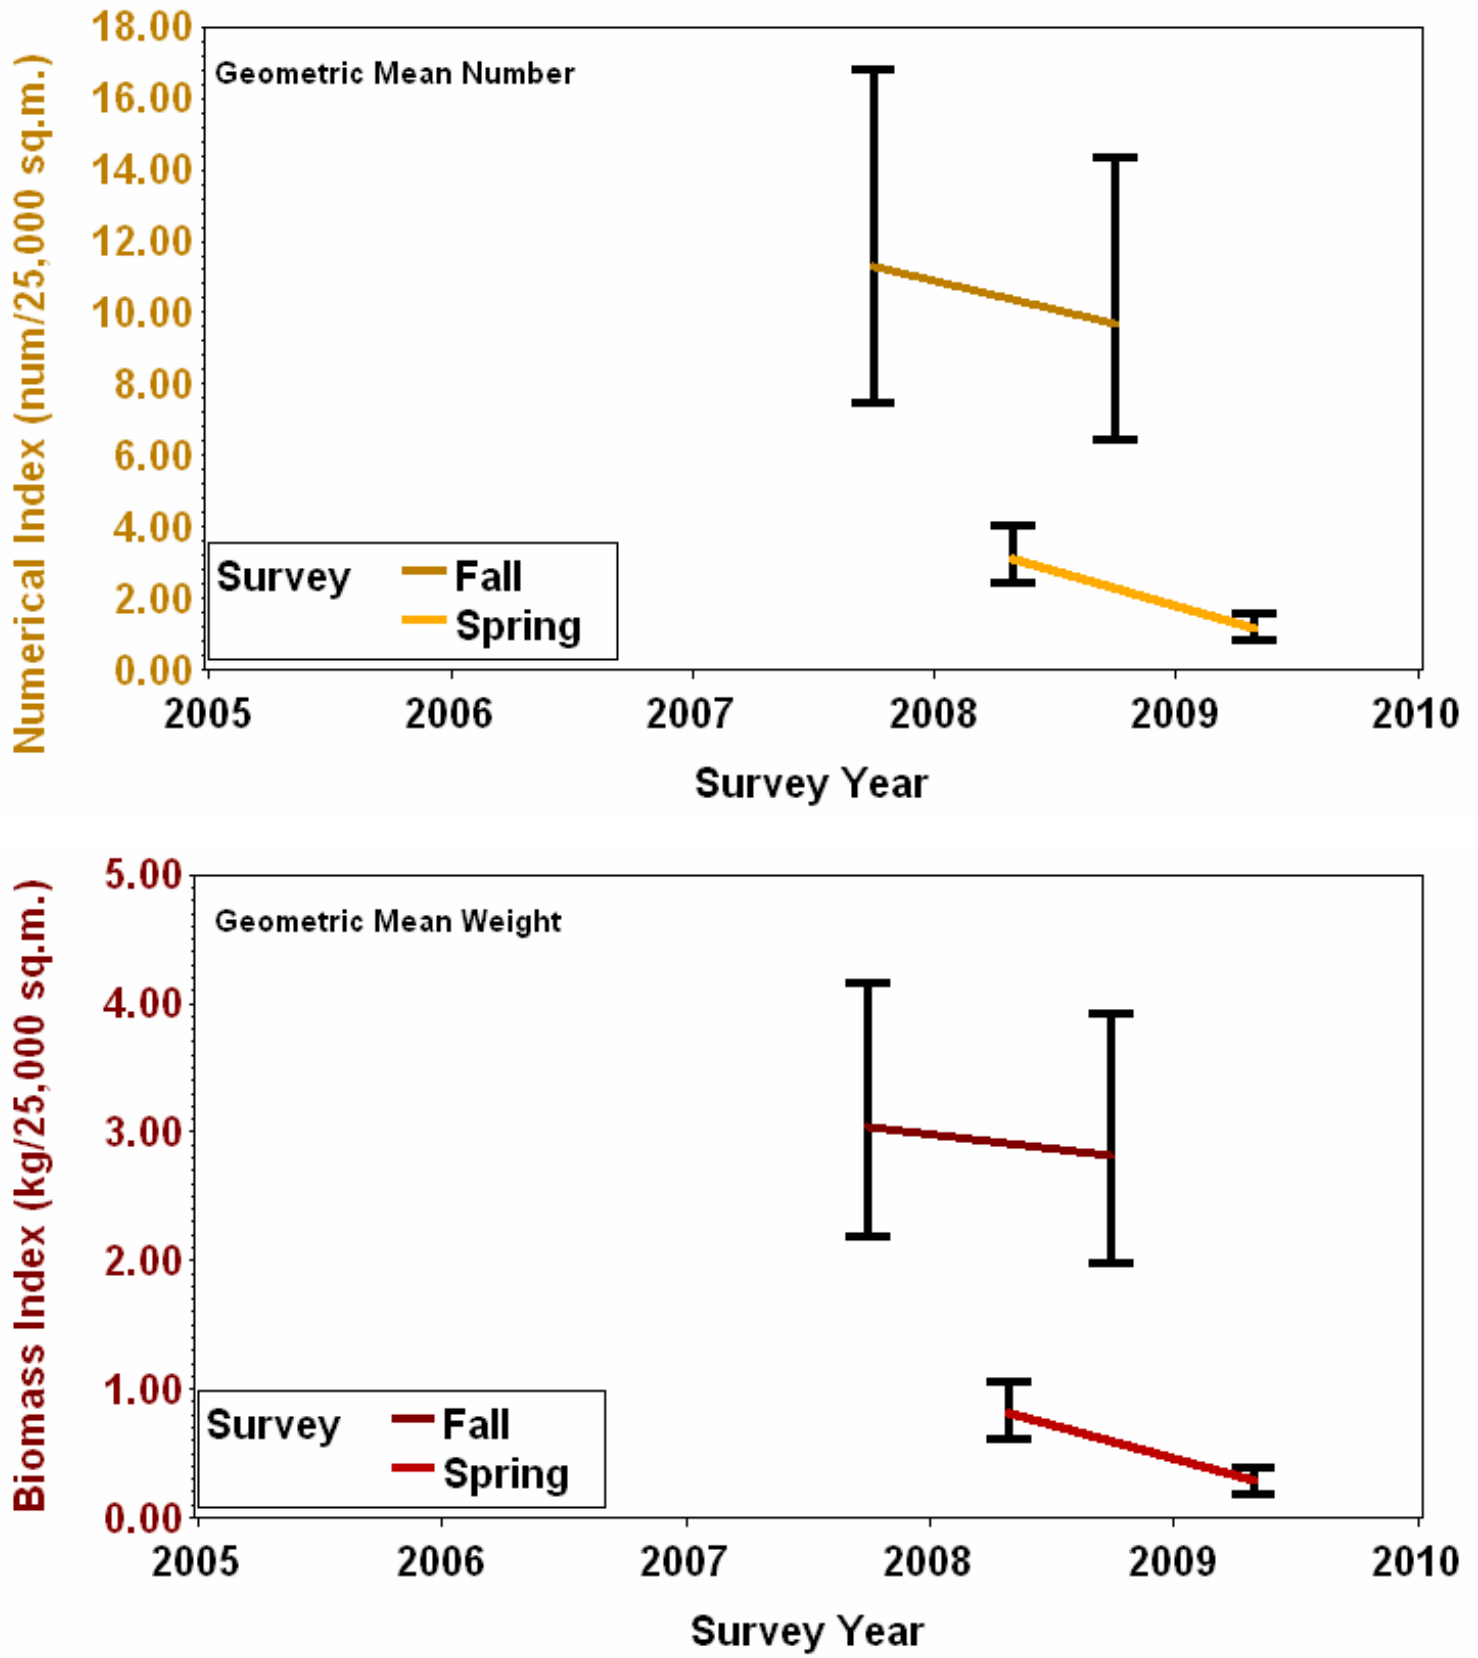 Numerical Index (num/25,000 sq.m.)
18.00
16.00
14.00
12.00
10.00
8.00
6.00
4.00
2.00
0.00
Geometric Mean Number
Survey
Fall
Spring
2005 2006 2007 2008 2009 2010
Survey Year
Biomass Index (kg/25,000 sq.m.)
5.00
4.00
3.00
2.00
1.00
0.00
Geometric Mean Weight
Survey
Fall
Spring
2005 2006 2007 2008 2009 2010
Survey Year